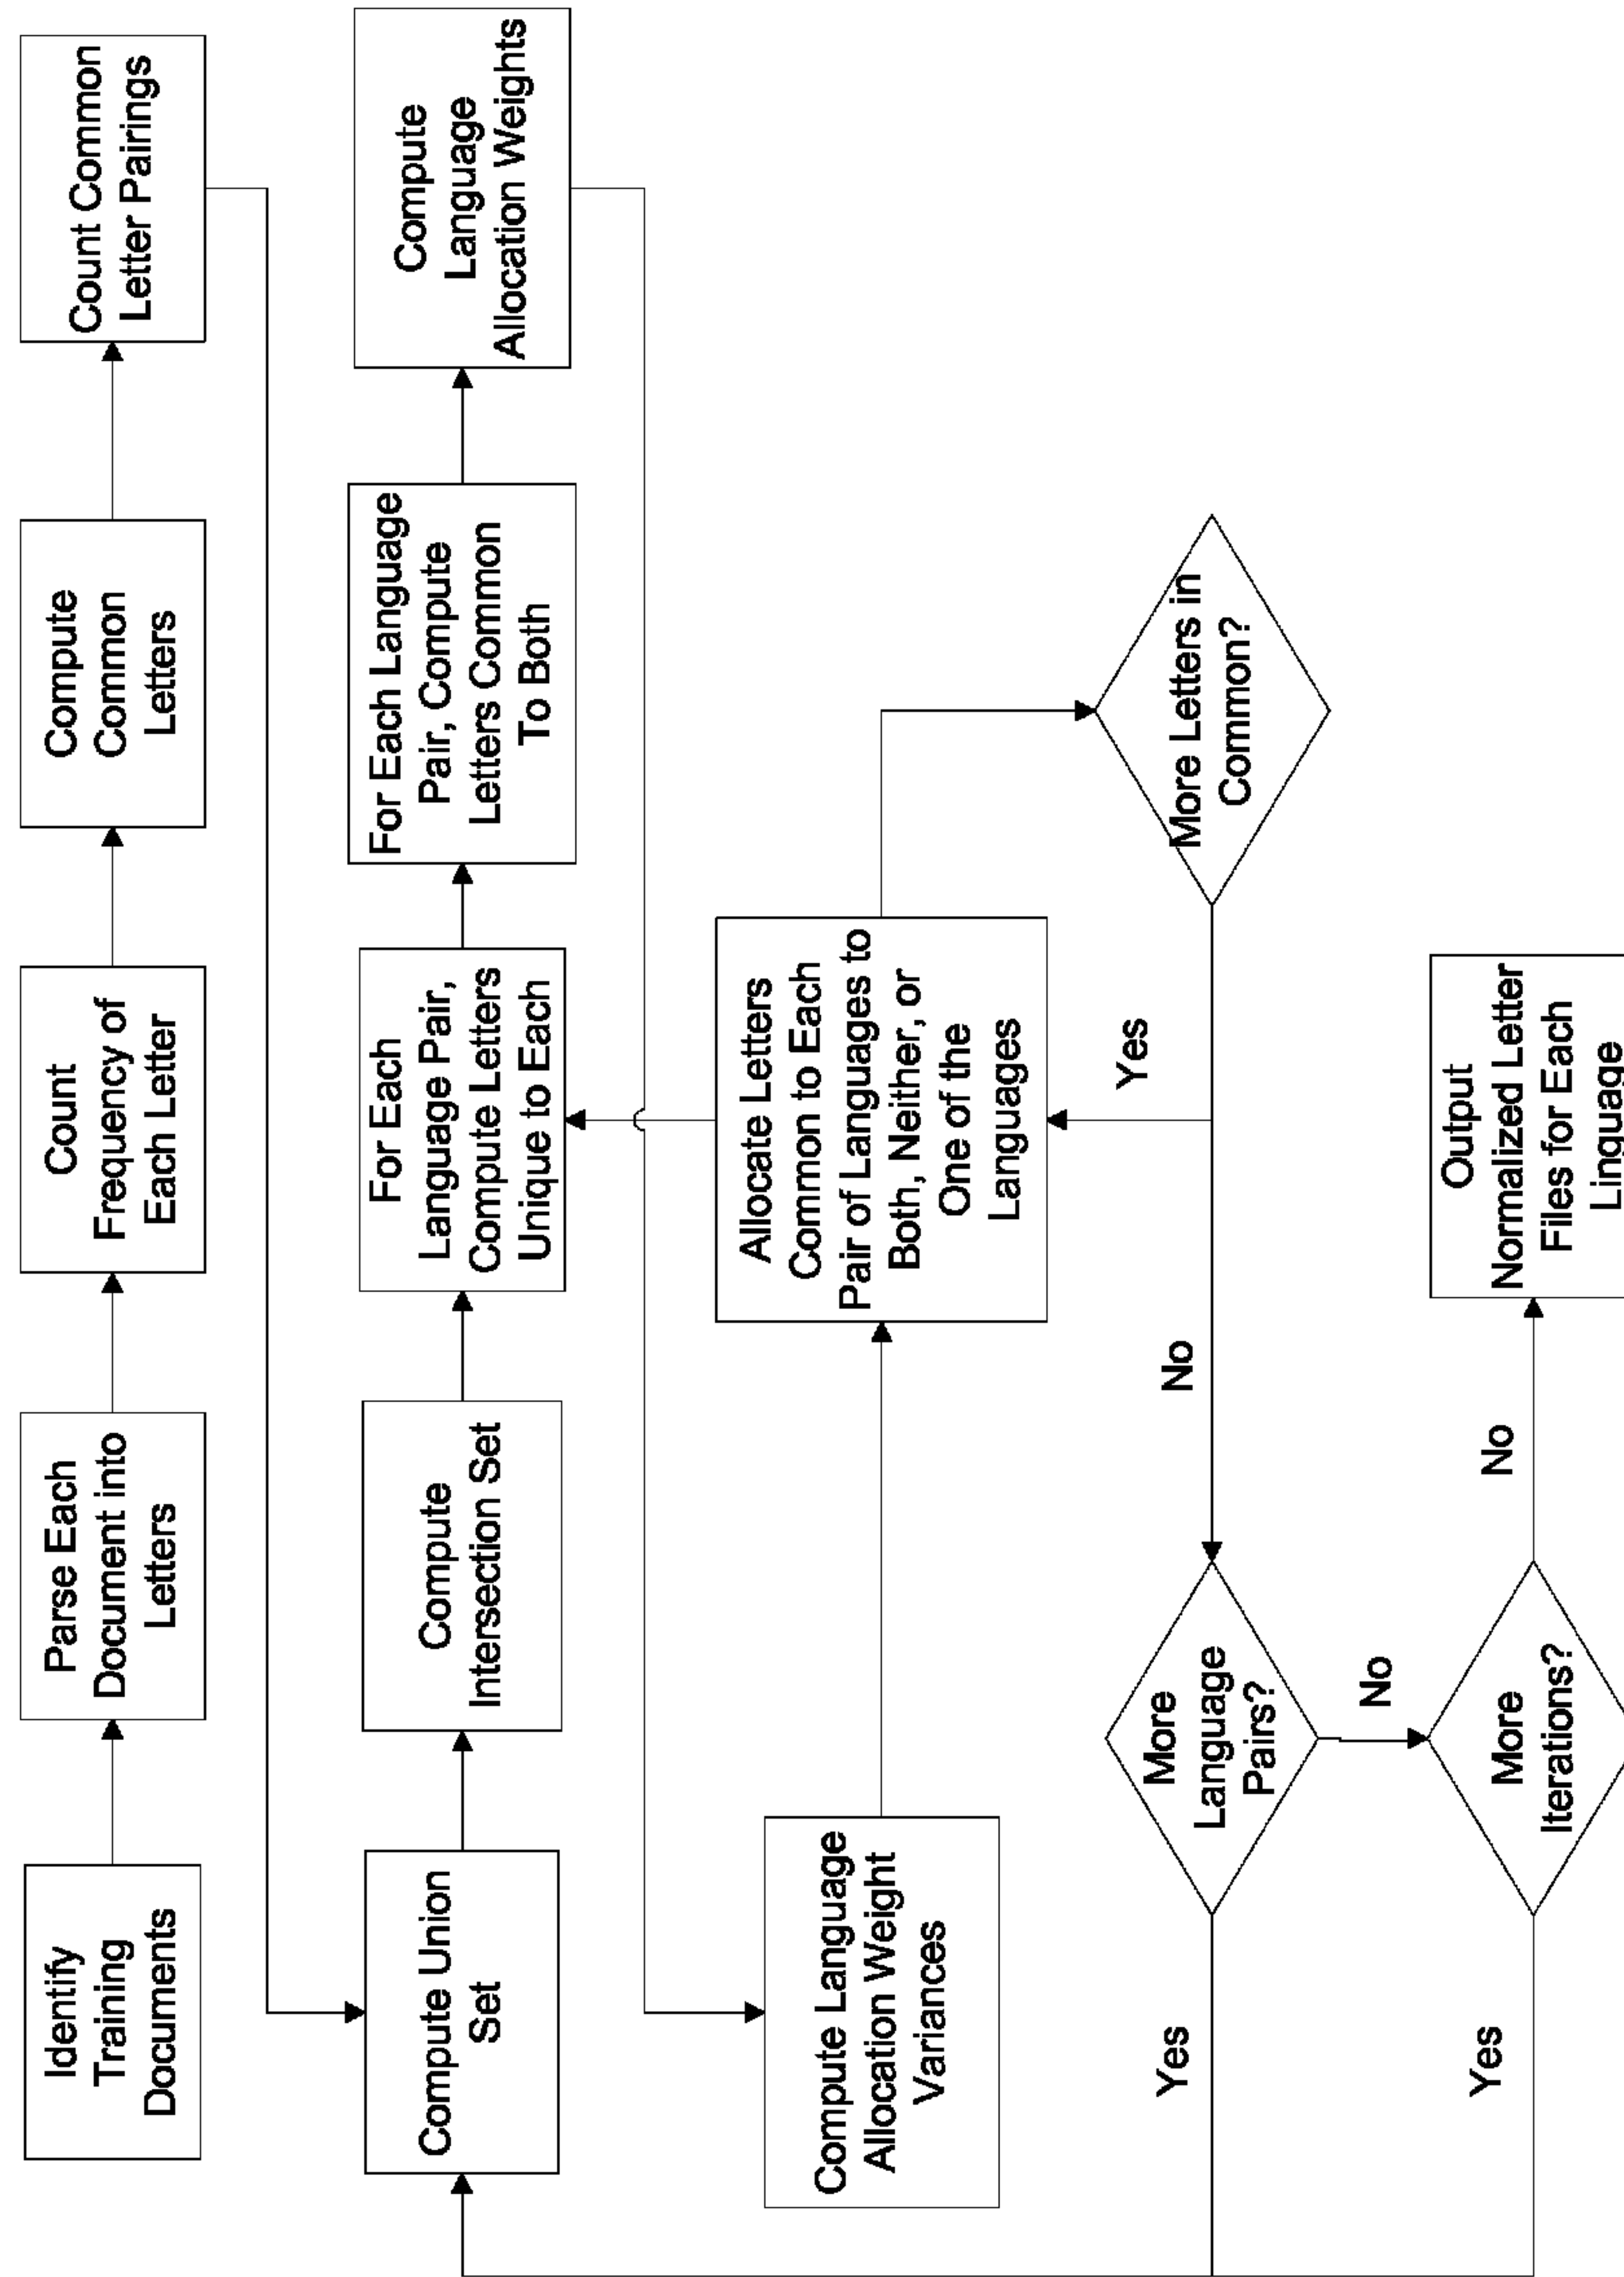 Identify
Training
Documents
Parse Each
Document into
Letters
Count
Frequency of
Each Letter
Compute
Common
Letters
Count Common
Letter Pairings
Compute Union
Set
Compute
Intersection Set
For Each
Language Pair,
Compute Letters
Unique to Each
For Each Language
Pair, Compute
Letters Common
To Both
Compute
Language
Allocation Weights
Compute Language
Allocation Weight
Variances
Allocate Letters
Common to Each
Pair of Languages to
Both, Neither, or
One of the
Languages
Yes
More Letters in
Common?
No
Yes
More
Language
Pairs?
No
Yes
More
Iterations?
No
Output
Normalized Letter
Files for Each
Linguage